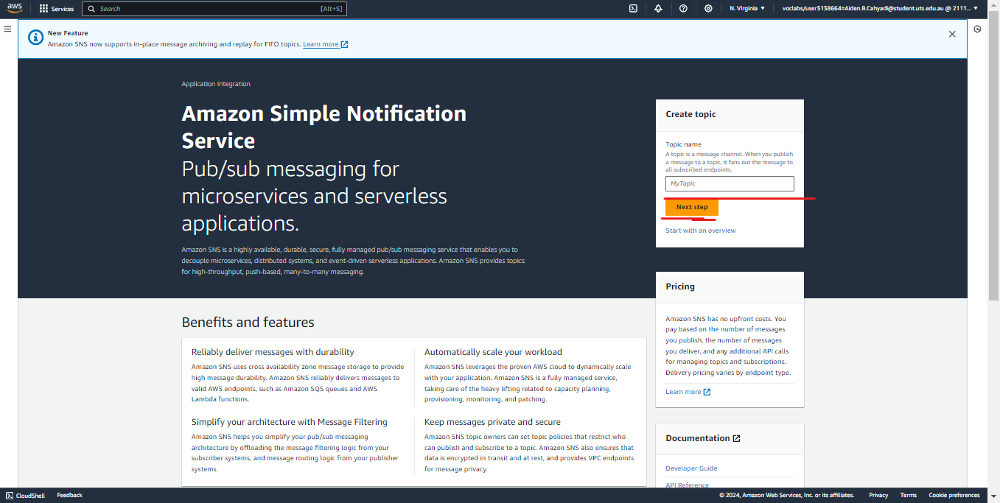 aws Services Search [Alt+S] N. Virginia voclabs/user3138664=Aiden.B.Cahyadi@student.uts.edu.au @ 2111...
New Feature
Amazon SNS now supports in-place message archiving and replay for FIFO topics. Learn more
Application Integration
Amazon Simple Notification
Service
Pub/sub messaging for
microservices and serverless
applications.
Amazon SNS is a highly available, durable, secure, fully managed pub/sub messaging service that enables you to
decouple microservices, distributed systems, and event-driven serverless applications. Amazon SNS provides topics
for high-throughput, push-based, many-to-many messaging.
Create topic
Topic name
A topic is a message channel. When you publish
a message to a topic, it fans out the message to
all subscribed endpoints.
MyTopic
Next step
Start with an overview
Benefits and features
Reliably deliver messages with durability
Amazon SNS uses cross availability zone message storage to provide
high message durability. Amazon SNS reliably delivers messages to
valid AWS endpoints, such as Amazon SQS queues and AWS
Lambda functions.
Automatically scale your workload
Amazon SNS leverages the proven AWS cloud to dynamically scale
with your application. Amazon SNS is a fully managed service,
taking care of the heavy lifting related to capacity planning,
provisioning, monitoring, and patching.
Simplify your architecture with Message Filtering
Amazon SNS helps you simplify your pub/sub messaging
architecture by offloading the message filtering logic from your
subscriber systems, and message routing logic from your publisher
systems.
Keep messages private and secure
Amazon SNS topic owners can set topic policies that restrict who
can publish and subscribe to a topic. Amazon SNS also ensures that
data is encrypted in transit and at rest, and provides VPC endpoints
for message privacy.
Pricing
Amazon SNS has no upfront costs. You
pay based on the number of messages
you publish, the number of messages
you deliver, and any additional API calls
for managing topics and subscriptions.
Delivery pricing varies by endpoint type.
Learn more
Documentation
Developer Guide
API Reference
CloudShell Feedback © 2024, Amazon Web Services, Inc. or its affiliates. Privacy Terms Cookie preferences